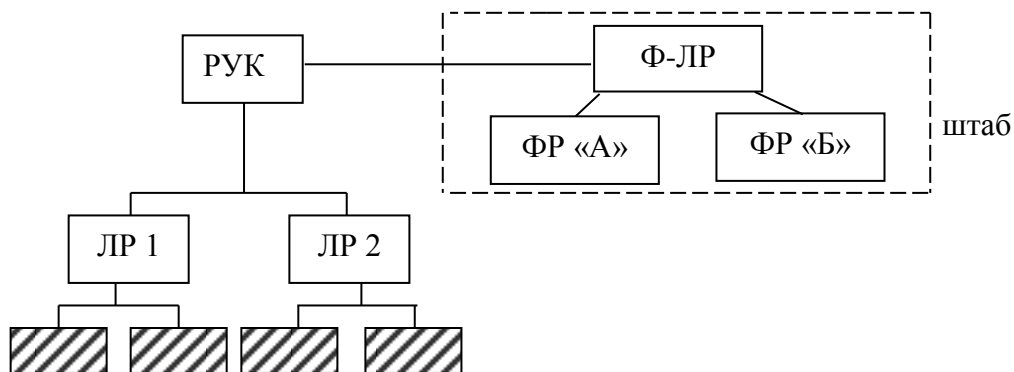 РУК
Ф-ЛР
ФР «А»
ФР «Б»
штаб
ЛР 1
ЛР 2